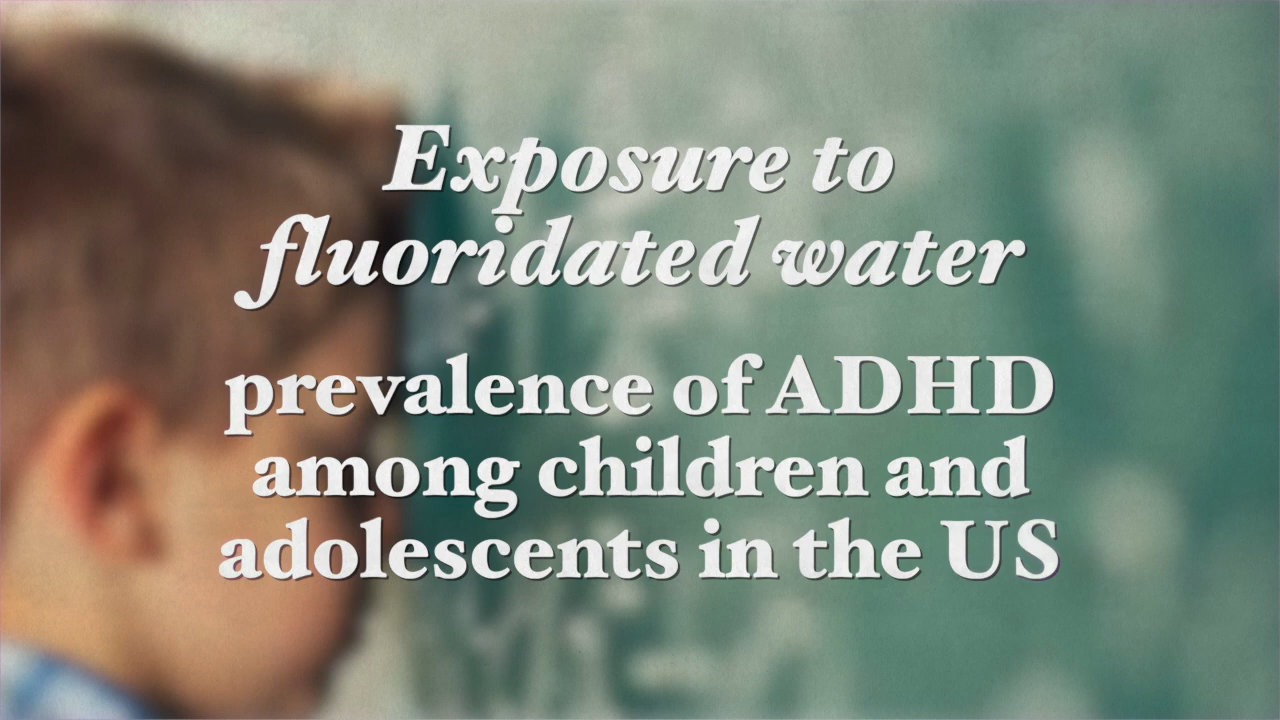 Exposure to
fluoridated water
prevalence of ADHD
among children and
adolescents in the US